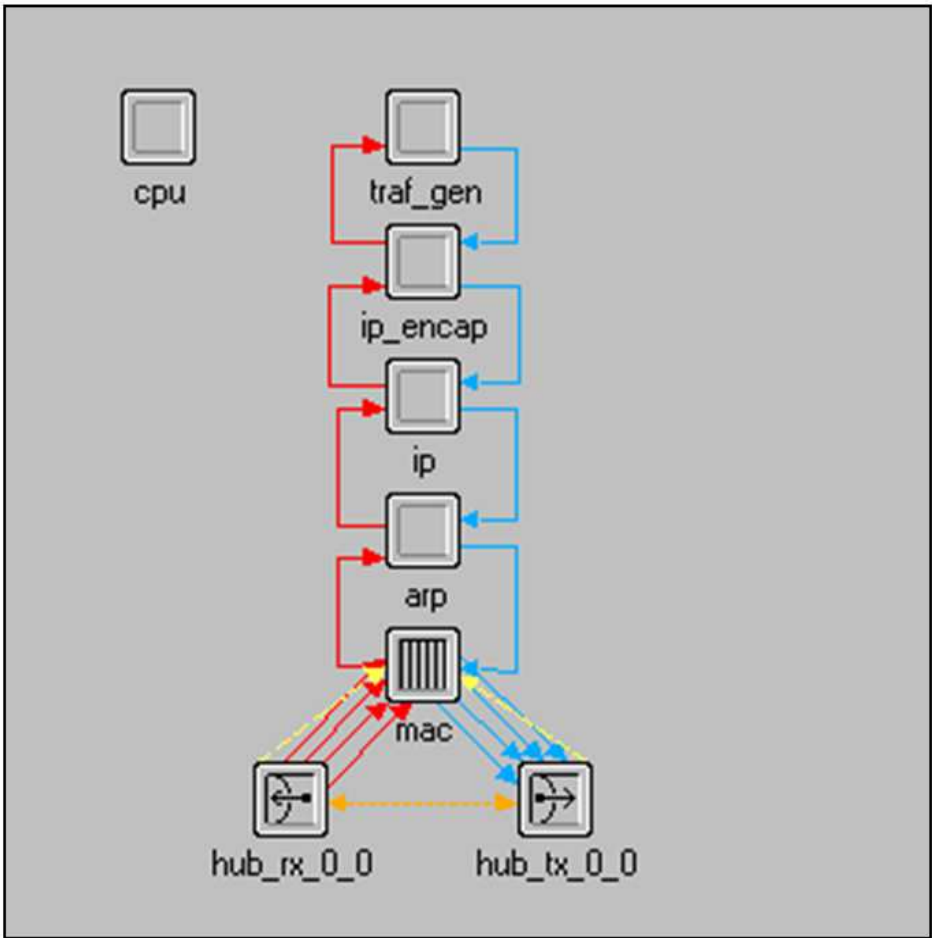 cpu
traf_gen
ip_encap
ip
arp
mac
hub_rx_0_0
hub_tx_0_0